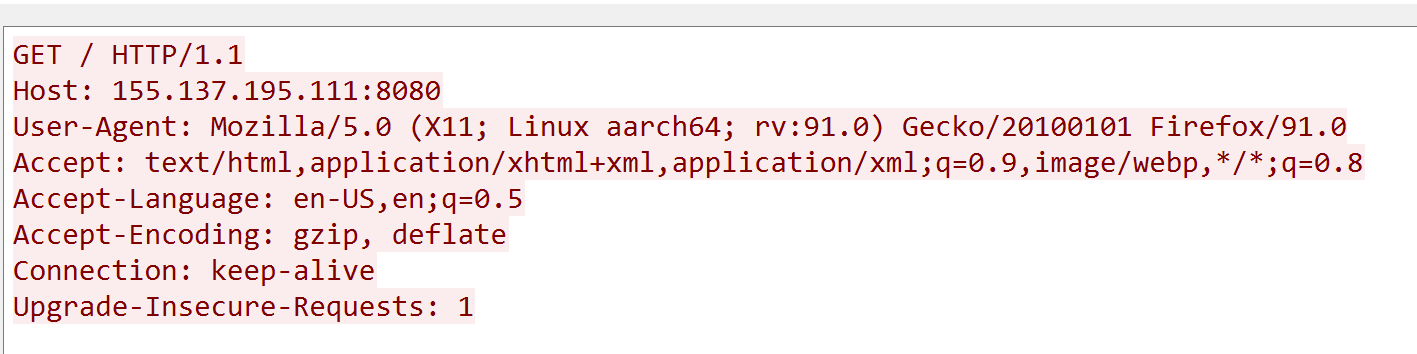 GET / HTTP/1.1
Host: 155.137.195.111:8080
User-Agent: Mozilla/5.0 (X11; Linux aarch64; rv:91.0) Gecko/20100101 Firefox/91.0
Accept: text/html,application/xhtml+xml,application/xml;q=0.9,image/webp,*/*;q=0.8
Accept-Language: en-US,en;q=0.5
Accept-Encoding: gzip, deflate
Connection: keep-alive
Upgrade-Insecure-Requests: 1